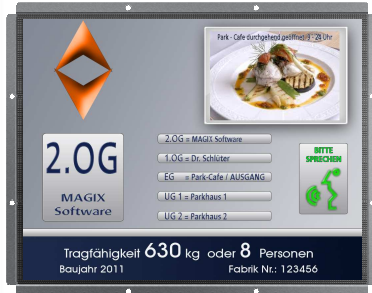 Park - Cafe durchgehend geöffnet 9 - 24 Uhr
2.OG
MAGIX
Software
2.OG = MAGIX Software
1.OG = Dr. Schlüter
EG = Park-Cafe / AUSGANG
UG 1 = Parkhaus 1
UG 2 = Parkhaus 2
BITTE
SPRECHEN
Tragfähigkeit 630 kg oder 8 Personen
Baujahr 2011 Fabrik Nr.: 123456